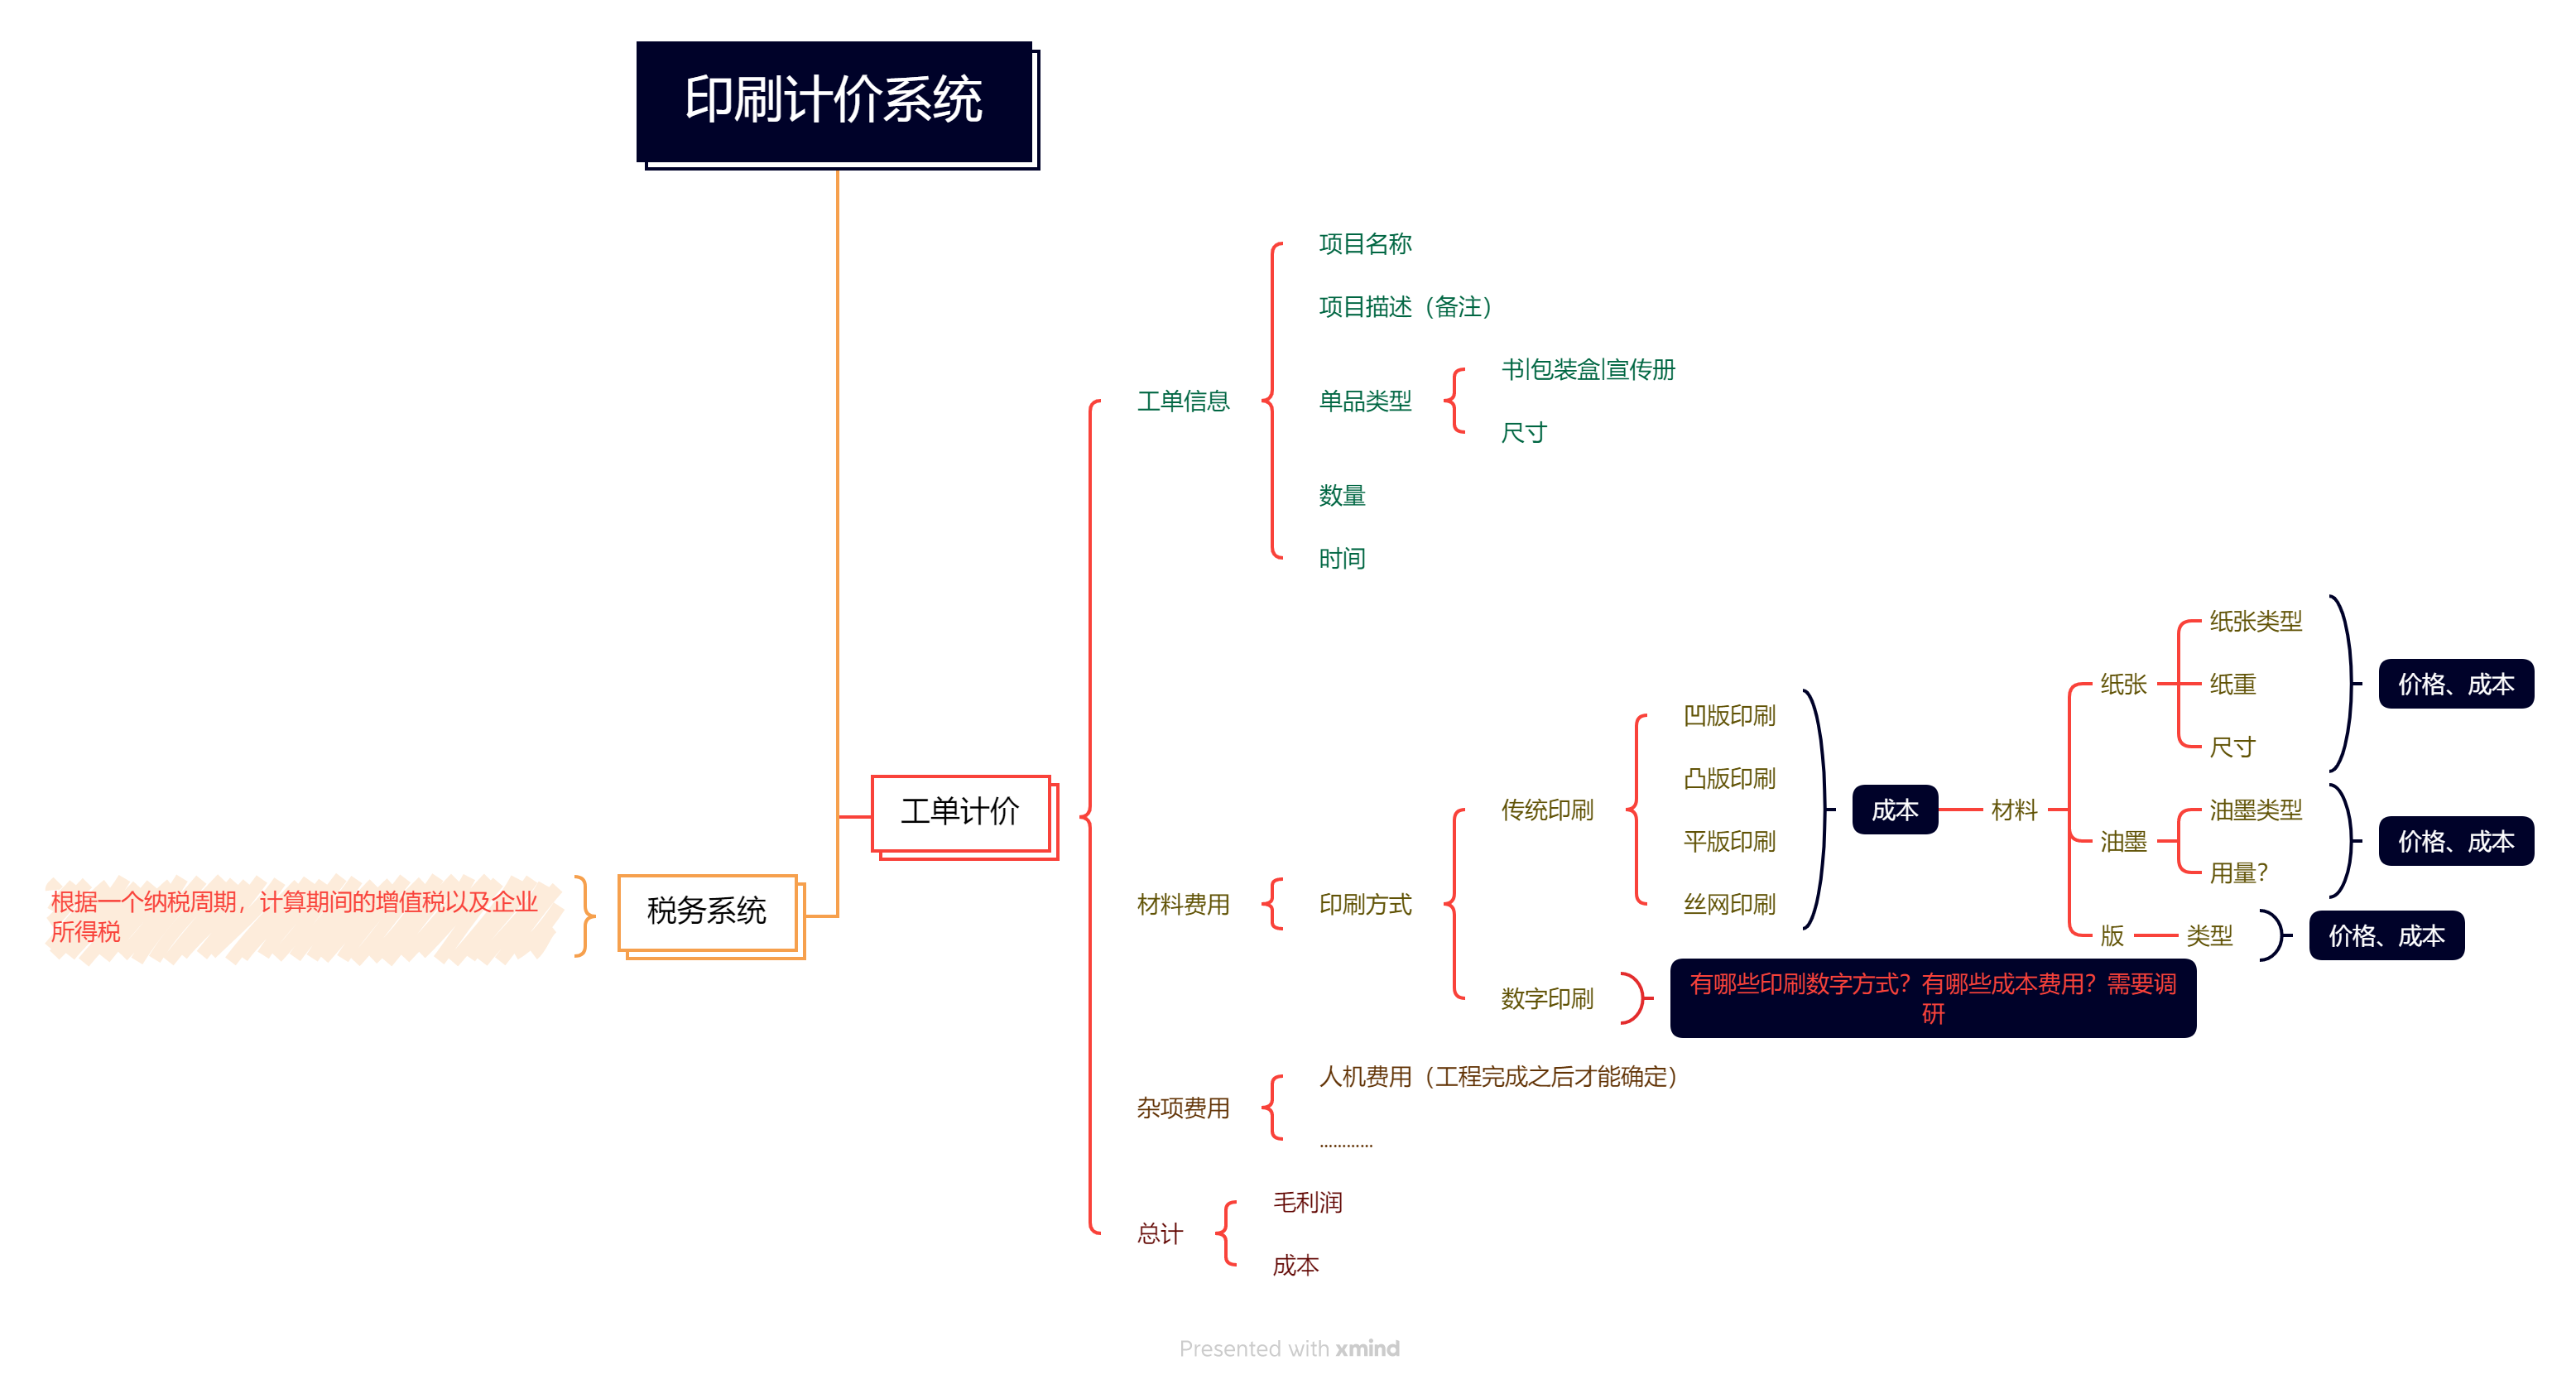 印刷计价系统
项目名称
项目描述（备注）
书|包装盒|宣传册
工单信息
单品类型
尺寸
数量
时间
纸张类型
纸张
纸重
价格、成本
凹版印刷
尺寸
凸版印刷
工单计价
传统印刷
成本
材料
油墨类型
平版印刷
油墨
价格、成本
用量？
根据一个纳税周期，计算期间的增值税以及企业
所得税
税务系统
材料费用
印刷方式
丝网印刷
版
类型
价格、成本
数字印刷
有哪些印刷数字方式？有哪些成本费用？需要调
研
人机费用（工程完成之后才能确定）
杂项费用
…………
毛利润
总计
成本
Presented with xmind